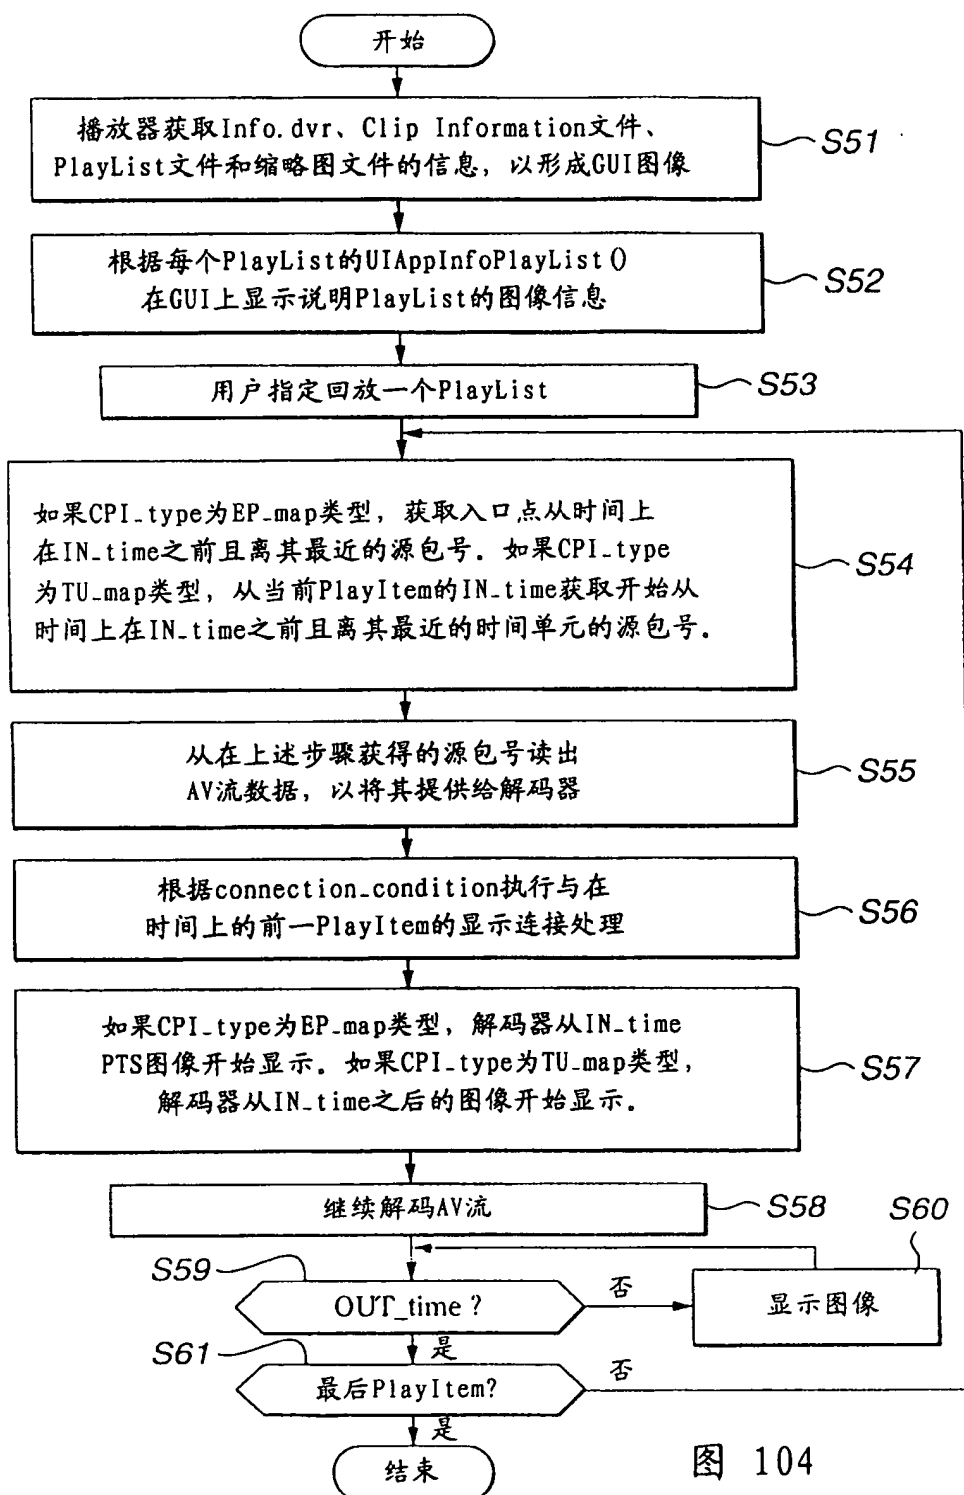 开始
播放器获取Info.dvr、Clip Information文件、
PlayList文件和缩略图文件的信息，以形成GUI图像
S51
根据每个PlayList的UIAppInfoPlayList()
在GUI上显示说明PlayList的图像信息
S52
用户指定回放一个PlayList
S53
如果CPI_type为EP_map类型，获取入口点从时间上
在IN_time之前且离其最近的源包号。如果CPI_type
为TU_map类型，从当前PlayItem的IN_time获取开始从
时间上在IN_time之前且离其最近的时间单元的源包号。
S54
从在上述步骤获得的源包号读出
AV流数据，以将其提供给解码器
S55
根据connection_condition执行与在
时间上的前一PlayItem的显示连接处理
S56
如果CPI_type为EP_map类型，解码器从IN_time
PTS图像开始显示。如果CPI_type为TU_map类型，
解码器从IN_time之后的图像开始显示。
S57
继续解码AV流
S58
S60
S59
OUT_time？
否
显示图像
是
S61
最后PlayItem?
否
是
结束
图 104